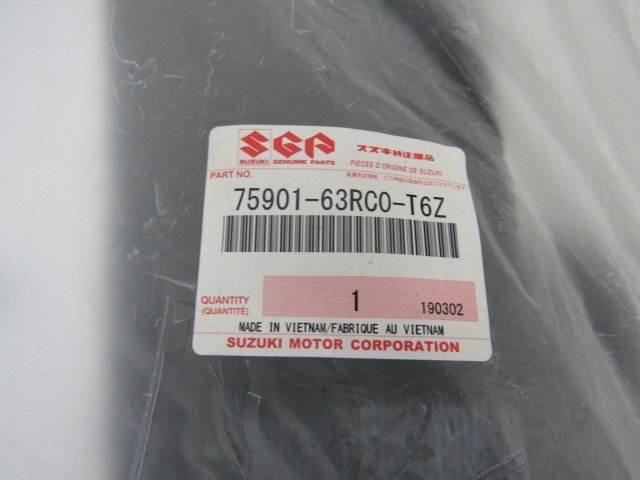 SGP
SUZUKI GENUINE PARTS
スズキ純正部品
PIÈCES D'ORIGINE DE SUZUKI
PART NO.
75901-63RC0-T6Z
QUANTITY
(QUANTITÉ)
1
190302
MADE IN VIETNAM/FABRIQUE AU VIETNAM
SUZUKI MOTOR CORPORATION